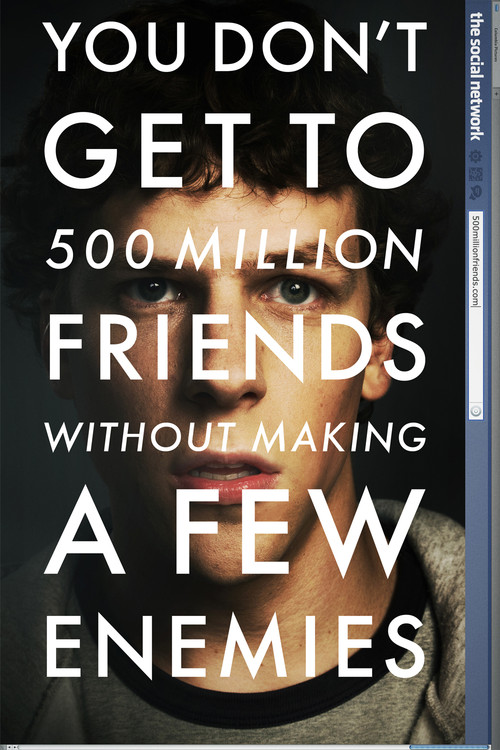 YOU DON'T
GET TO
500 MILLION
FRIENDS
WITHOUT MAKING
A FEW
ENEMIES
the social network
500millionfriends.com